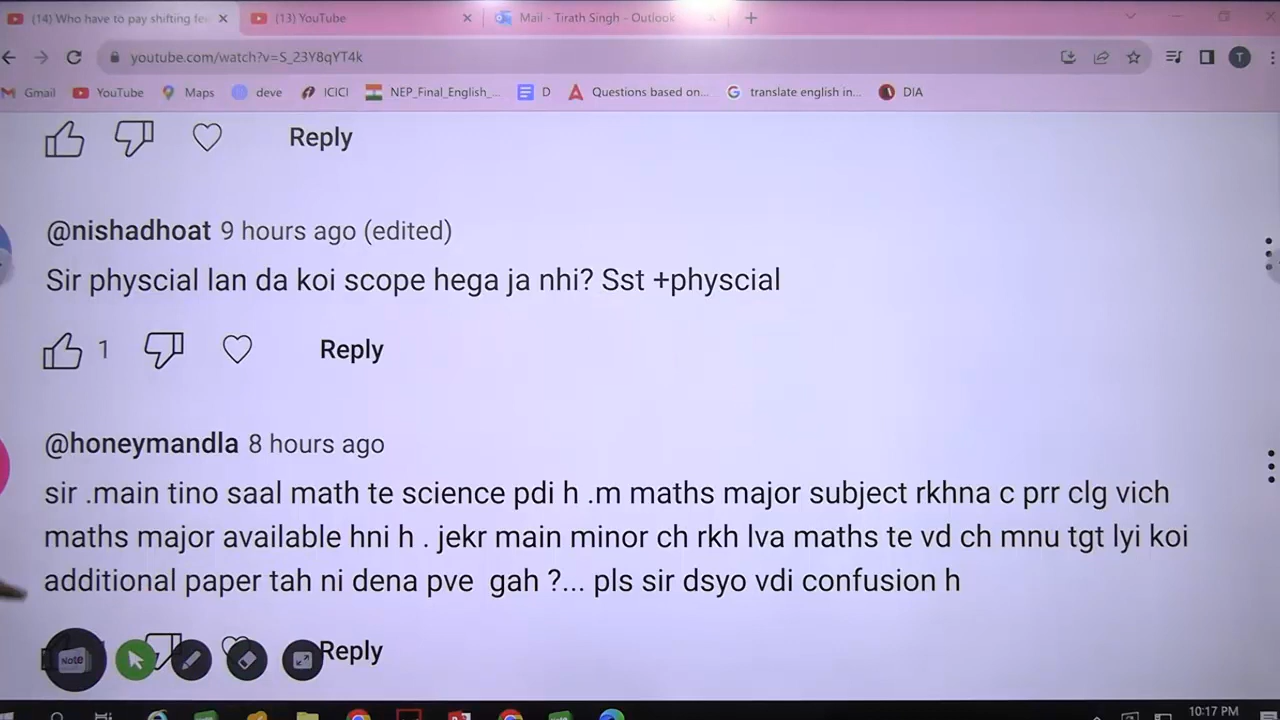 (14) Who have to pay shifting fee
(13) YouTube
Mail - Tirath Singh - Outlook
youtube.com/watch?v=S_23Y8qYT4k
T
Gmail
YouTube
Maps
deve
ICICI
NEP_Final_English_...
D
Questions based on...
translate english in...
DIA
Reply
@nishadhoat 9 hours ago (edited)
Sir physcial lan da koi scope hega ja nhi? Sst +physcial
1
Reply
@honeymandla 8 hours ago
sir .main tino saal math te science pdi h .m maths major subject rkhna c prr clg vich
maths major available hni h . jekr main minor ch rkh lva maths te vd ch mnu tgt lyi koi
additional paper tah ni dena pve gah ?... pls sir dsyo vdi confusion h
Note
Reply
10:17 PM